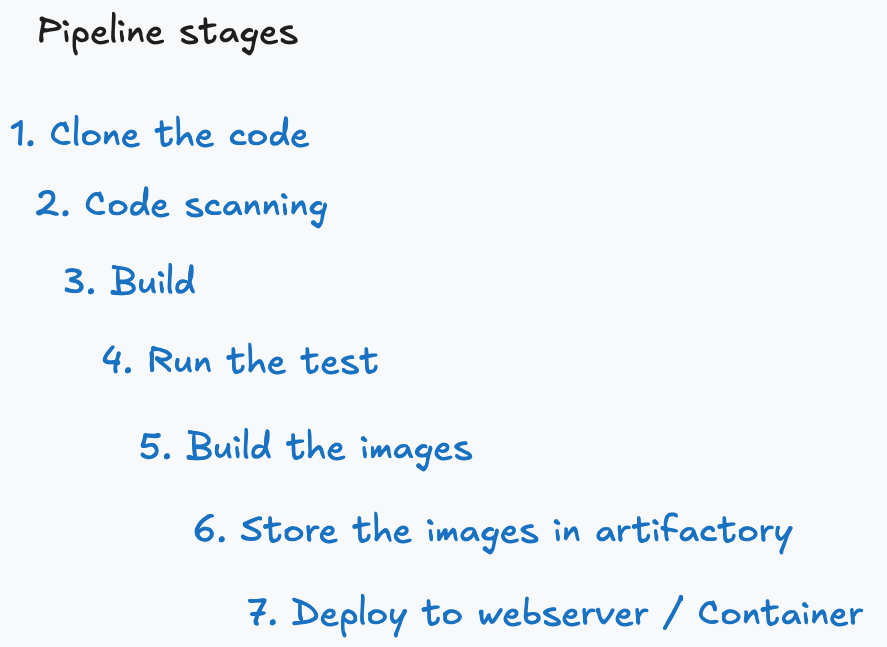 Pipeline stages
1. Clone the code
2. Code scanning
3. Build
4. Run the test
5. Build the images
6. Store the images in artifactory
7. Deploy to webserver / Container